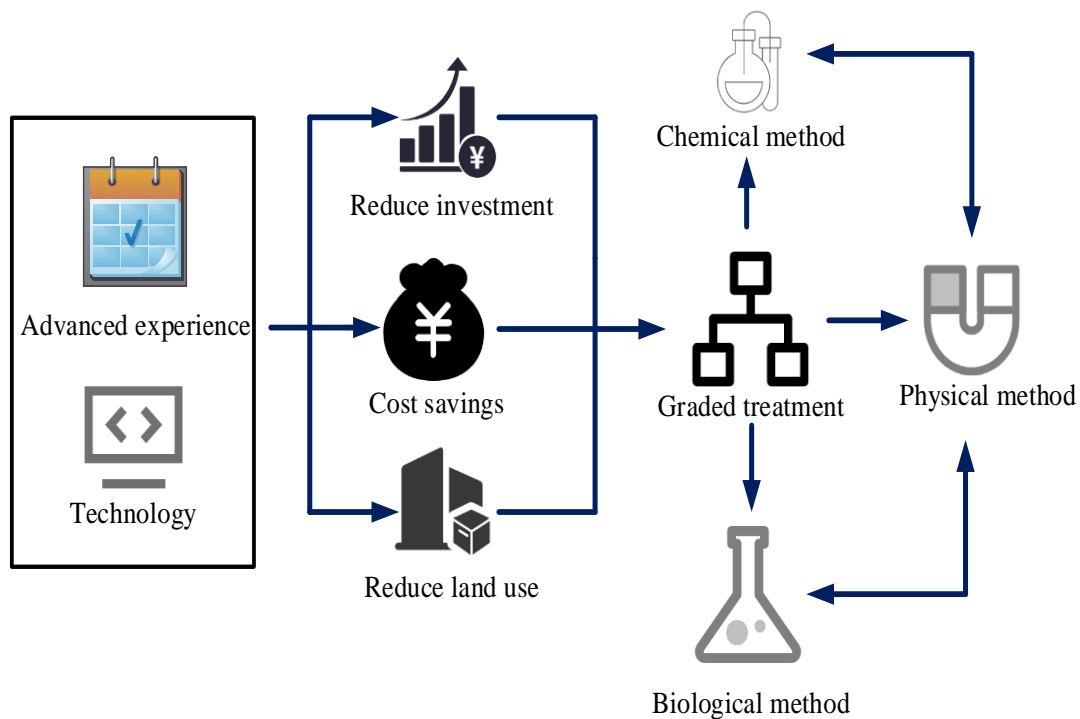 Advanced experience
Technology
Reduce investment
¥
¥
Cost savings
Reduce land use
Chemical method
Graded treatment
Physical method
Biological method